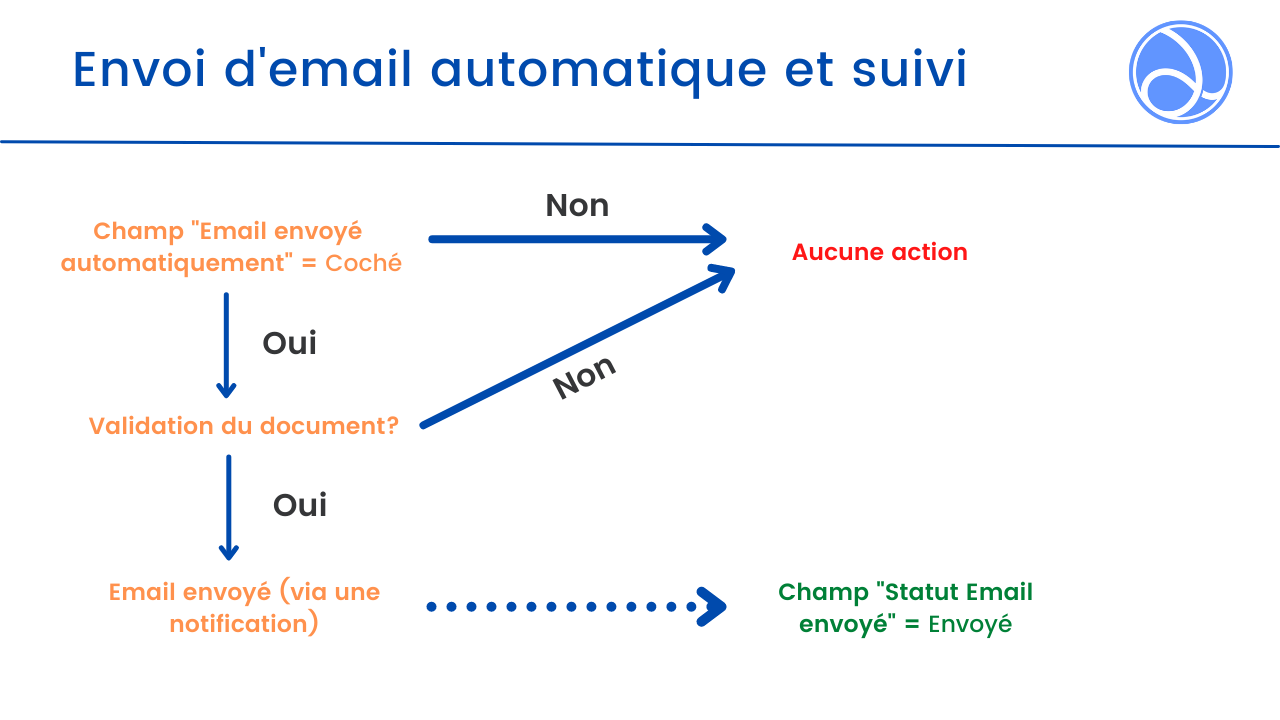 Envoi d'email automatique et suivi
Non
Champ "Email envoyé
automatiquement" = Coché
Aucune action
Oui
Non
Validation du document?
Oui
Email envoyé (via une
notification)
Champ "Statut Email
envoyé" = Envoyé